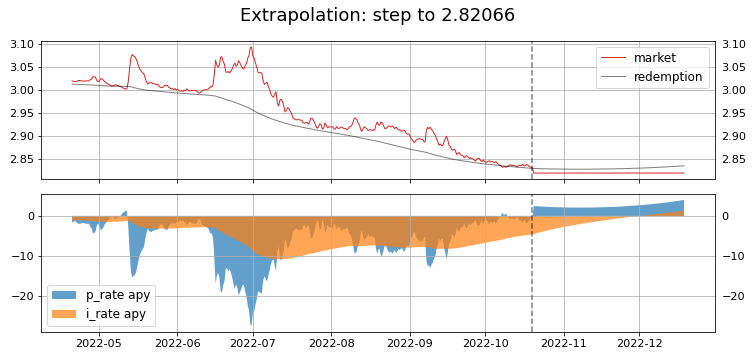 Extrapolation: step to 2.82066
3.10 3.10
3.05 3.05
3.00 3.00
2.95 2.95
2.90 2.90
2.85 2.85
market
redemption
0 0
−10 −10
−20 −20
p_rate apy
i_rate apy
2022-05 2022-06 2022-07 2022-08 2022-09 2022-10 2022-11 2022-12